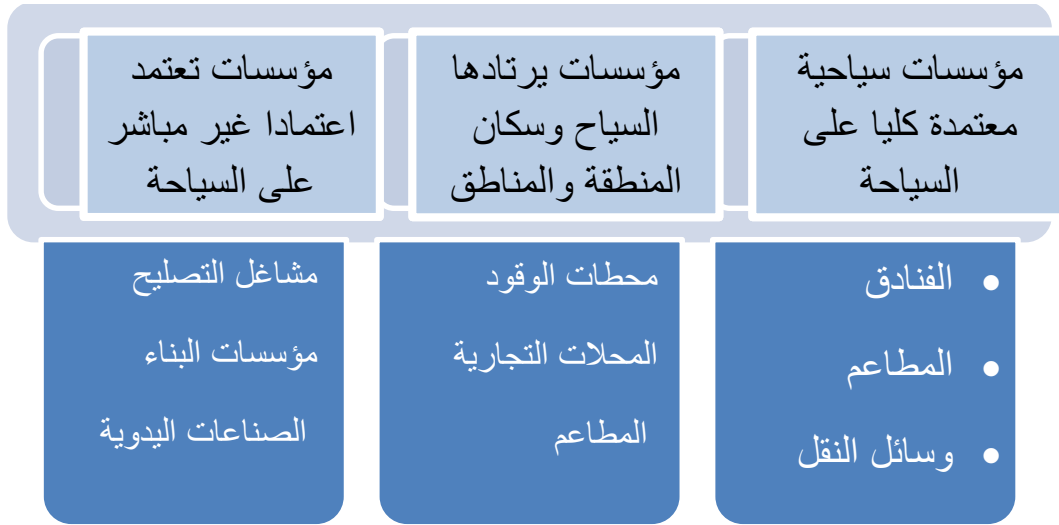 مؤسسات سياحية
معتمدة كليا على
السياحة
• الفنادق
• المطاعم
• وسائل النقل
مؤسسات يرتادها
السياح وسكان
المنطقة والمناطق
محطات الوقود
المحلات التجارية
المطاعم
مؤسسات تعتمد
اعتمادا غير مباشر
على السياحة
مشاغل التصليح
مؤسسات البناء
الصناعات اليدوية